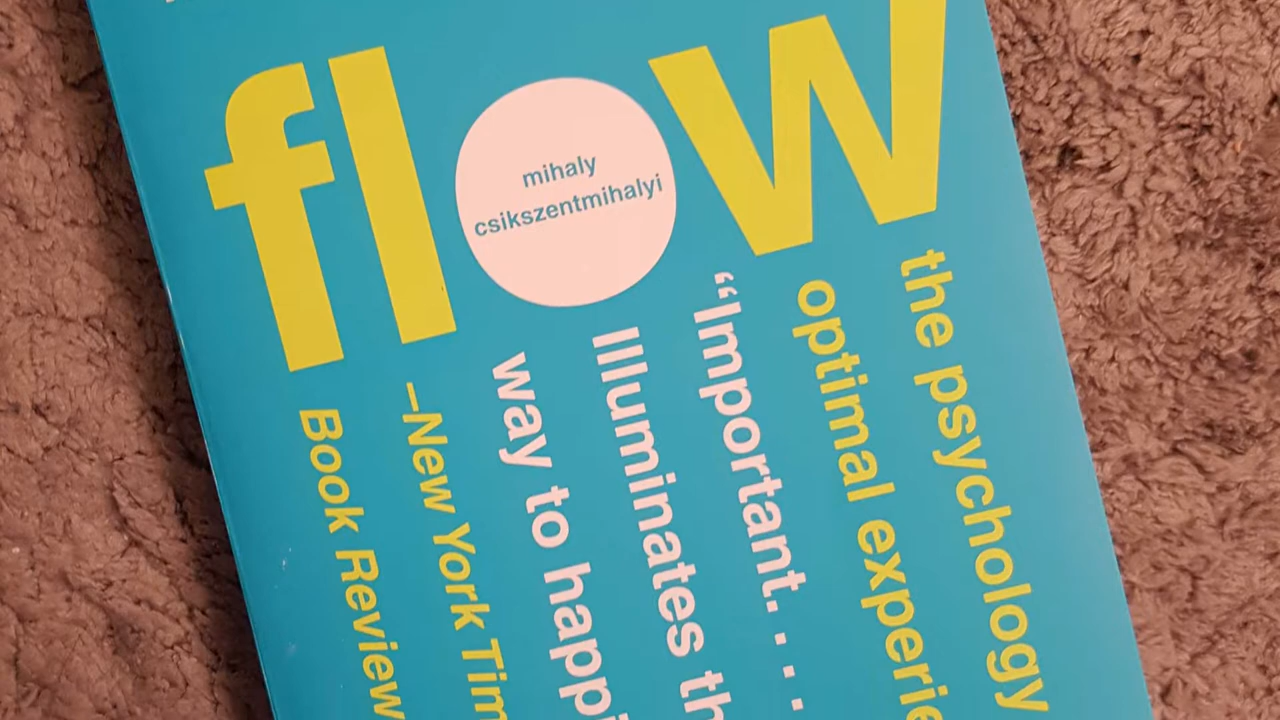 flow
mihaly
csikszentmihalyi
the psychology
optimal experie
“Important. . . .
Illuminates th
way to happi
–New York Tim
Book Review